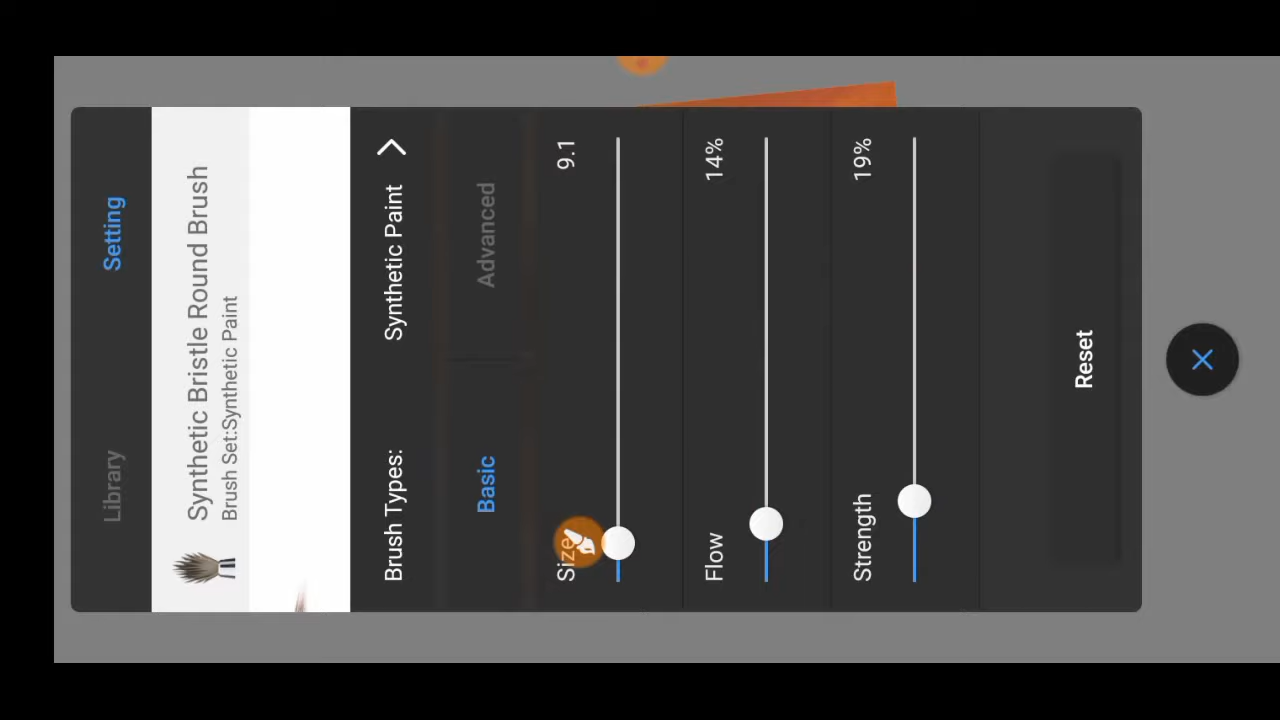 Library
Setting
Synthetic Bristle Round Brush
Brush Set:Synthetic Paint
Brush Types:
Synthetic Paint
Basic
Advanced
Size
9.1
Flow
14%
Strength
19%
Reset